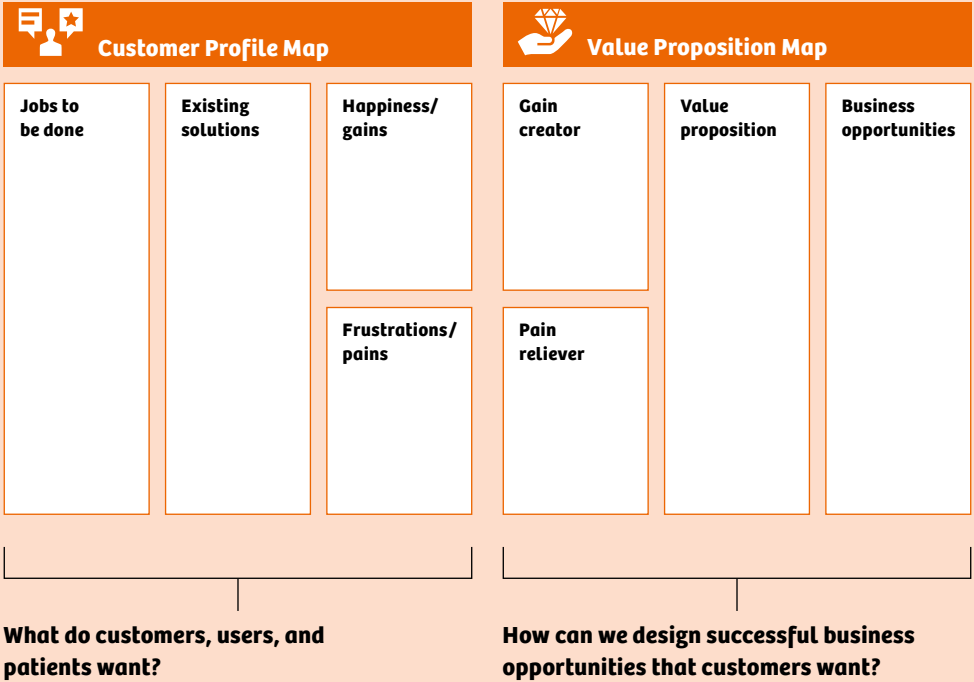 Customer Profile Map
Jobs to
be done
Existing
solutions
Happiness/
gains
Frustrations/
pains
What do customers, users, and
patients want?
Value Proposition Map
Gain
creator
Pain
reliever
Value
proposition
Business
opportunities
How can we design successful business
opportunities that customers want?